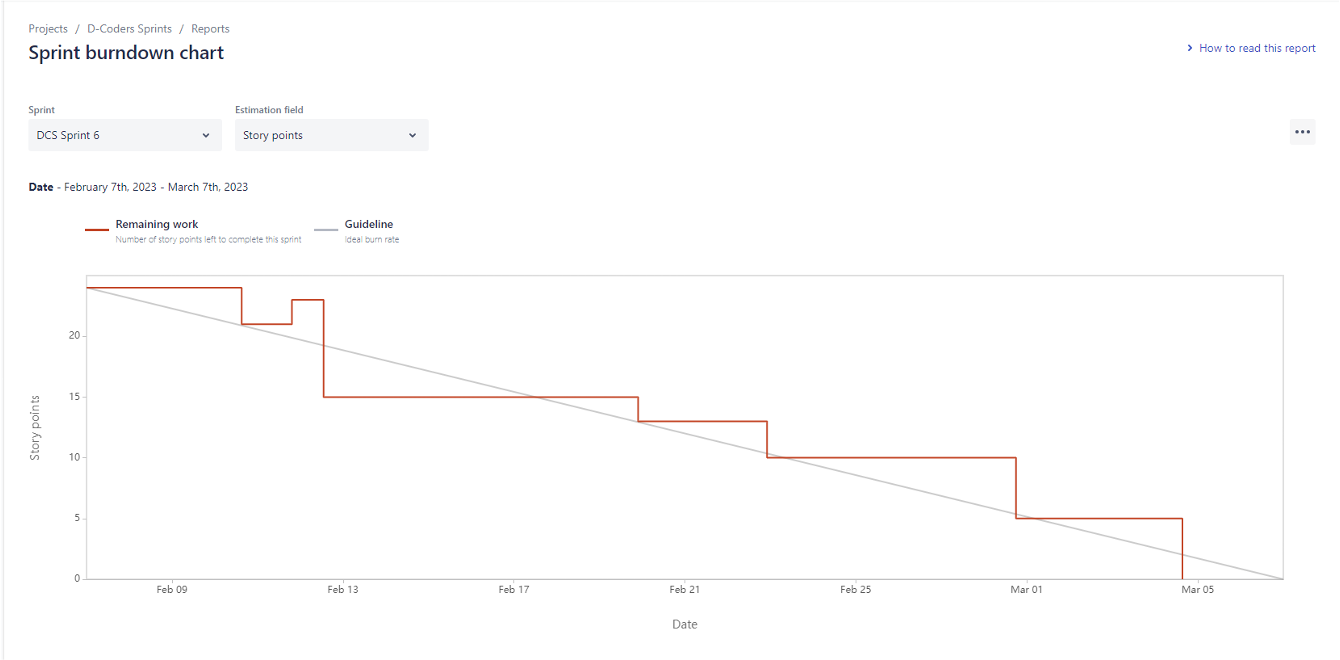 Projects / D-Coders Sprints / Reports
Sprint burndown chart
How to read this report
Sprint
Estimation field
DCS Sprint 6
Story points
Date - February 7th, 2023 - March 7th, 2023
Remaining work
Number of story points left to complete this sprint
Guideline
Ideal burn rate
Story points
20
15
10
5
0
Feb 09
Feb 13
Feb 17
Feb 21
Feb 25
Mar 01
Mar 05
Date